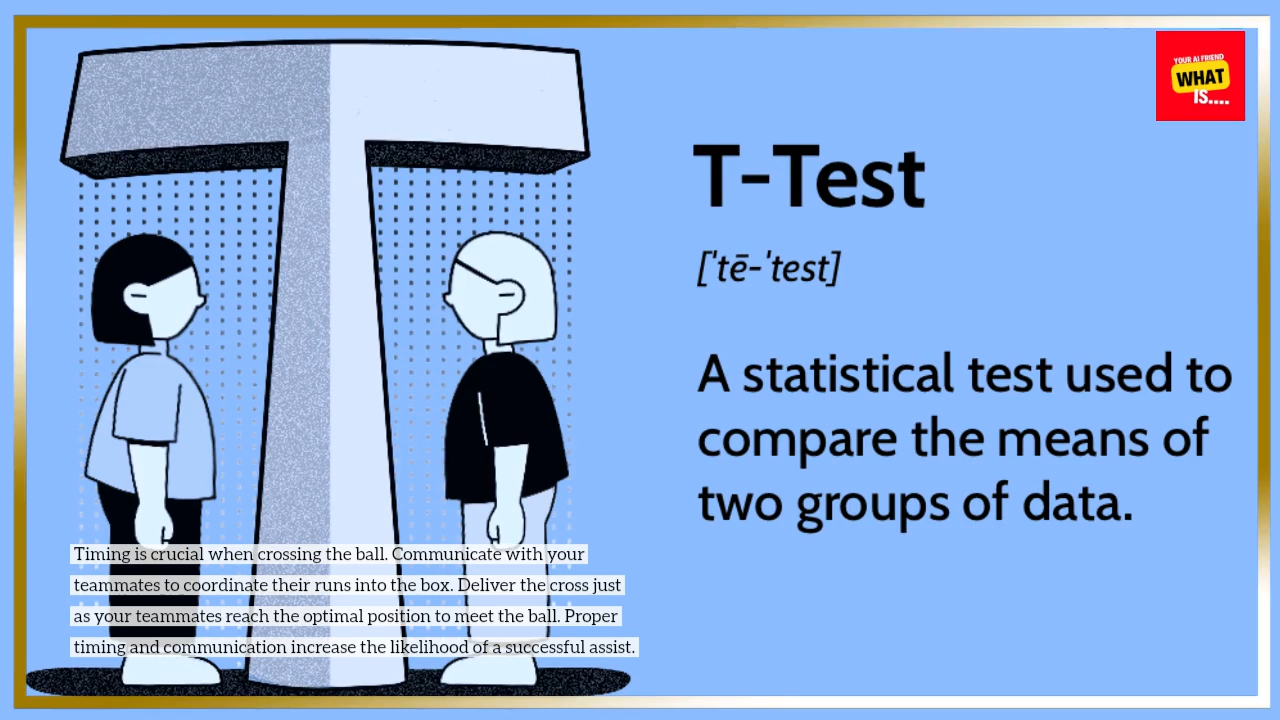 YOUR AI FRIEND
WHAT
IS....
T-Test
[ˈtē-ˈtest]
A statistical test used to
compare the means of
two groups of data.
Timing is crucial when crossing the ball. Communicate with your
teammates to coordinate their runs into the box. Deliver the cross just
as your teammates reach the optimal position to meet the ball. Proper
timing and communication increase the likelihood of a successful assist.